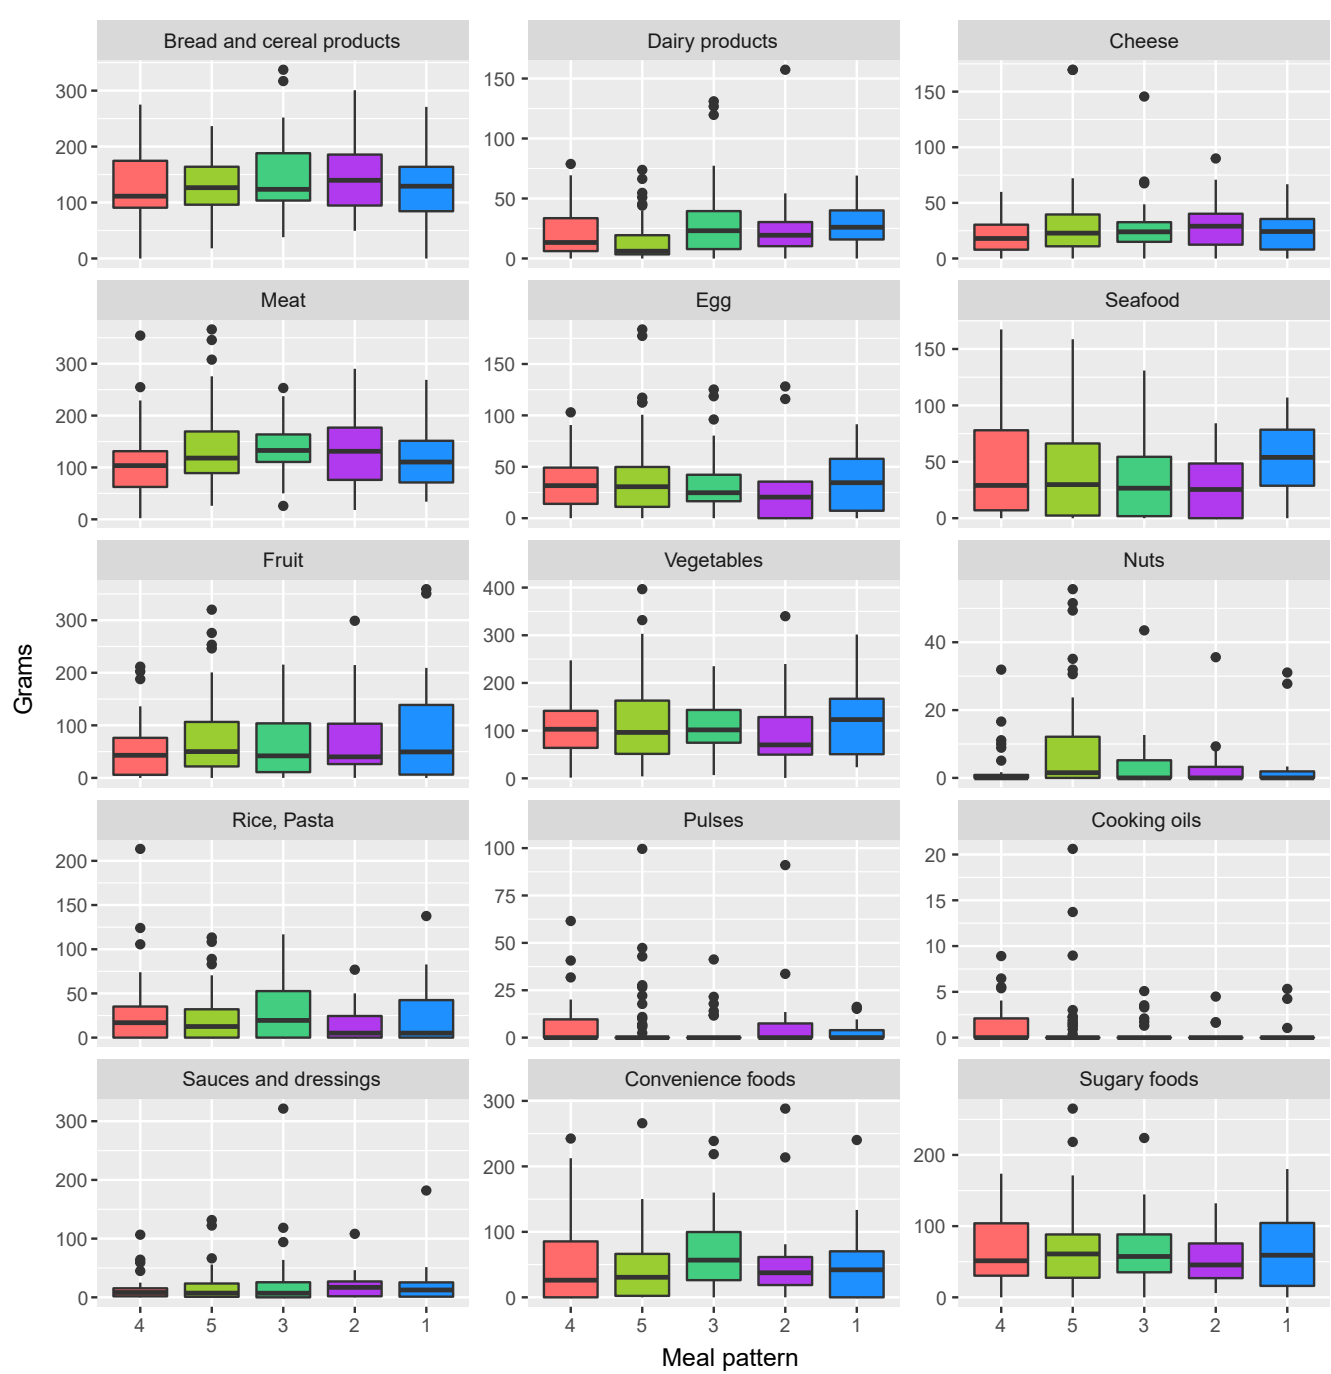 Bread and cereal products Dairy products Cheese
300 150 150
200 100 100
100 50 50
0 0 0
Meat Egg Seafood
300 150 150
200 100 100
100 50 50
0 0 0
Fruit Vegetables Nuts
300 400 40
200 300 20
100 200 0
0 100
0
Grams
Rice, Pasta Pulses Cooking oils
200 100 20
150 75 15
100 50 10
50 25 5
0 0 0
Sauces and dressings Convenience foods Sugary foods
300 300 200
200 200 100
100 100 0
0 0
4 5 3 2 1 4 5 3 2 1 4 5 3 2 1
Meal pattern